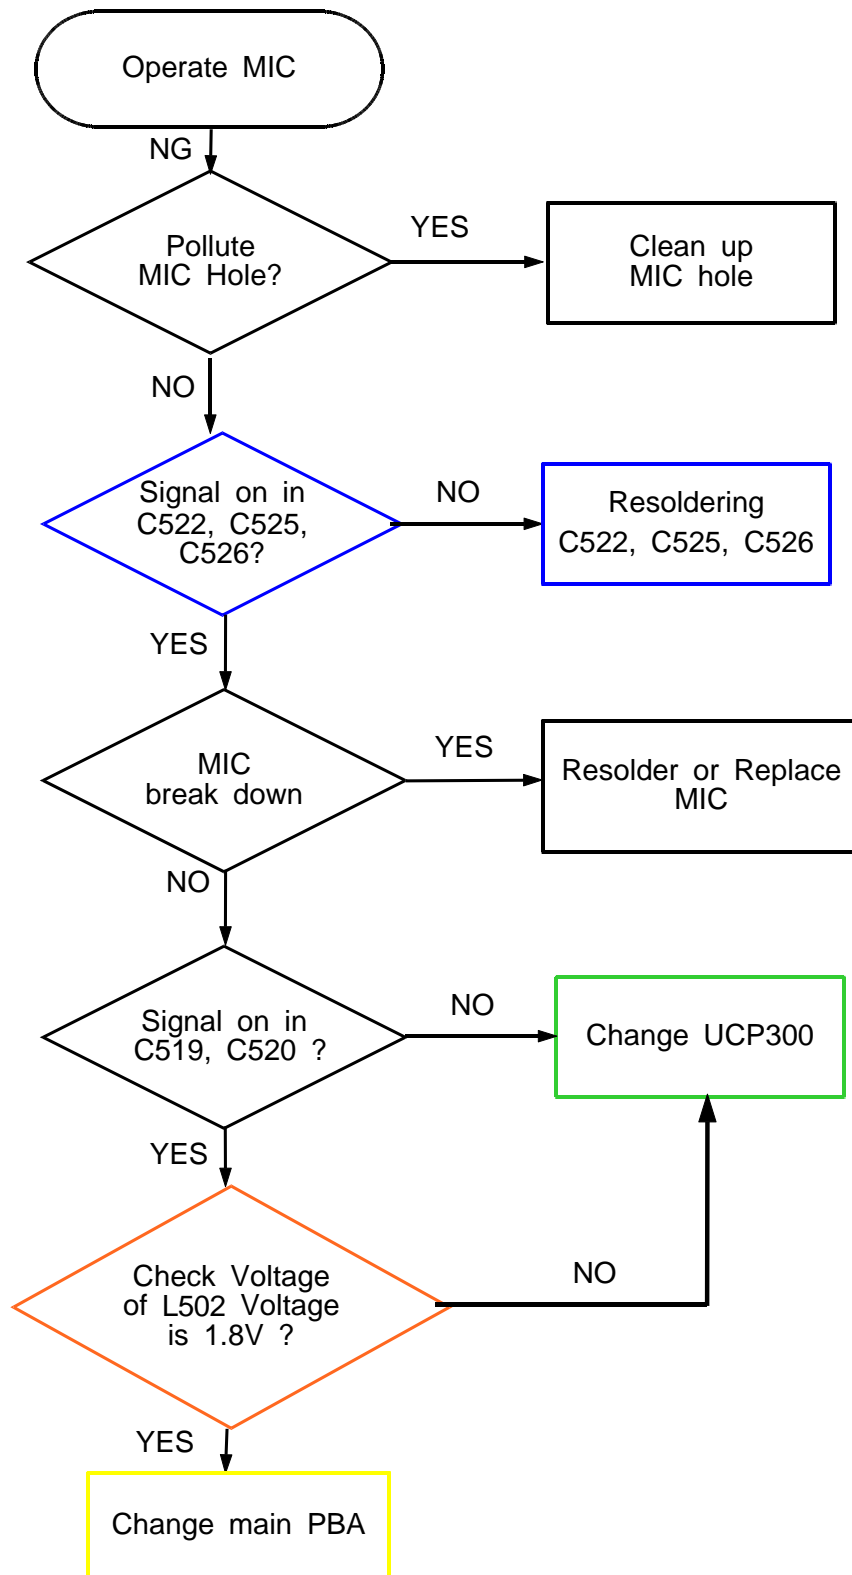 Operate MIC
NG
Pollute
MIC Hole?
YES
Clean up
MIC hole
NO
Signal on in
C522, C525,
C526?
NO
Resoldering
C522, C525, C526
YES
MIC
break down
YES
Resolder or Replace
MIC
NO
Signal on in
C519, C520 ?
NO
Change UCP300
YES
Check Voltage
of L502 Voltage
is 1.8V ?
NO
YES
Change main PBA